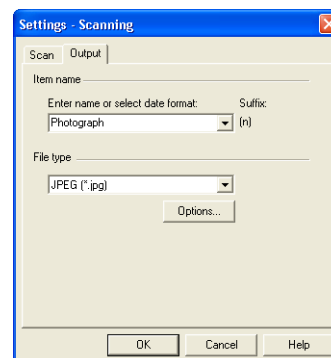 Settings - Scanning
Scan Output
Item name
Enter name or select date format: Suffix:
Photograph (n)
File type
JPEG (*.jpg)
Options...
OK Cancel Help